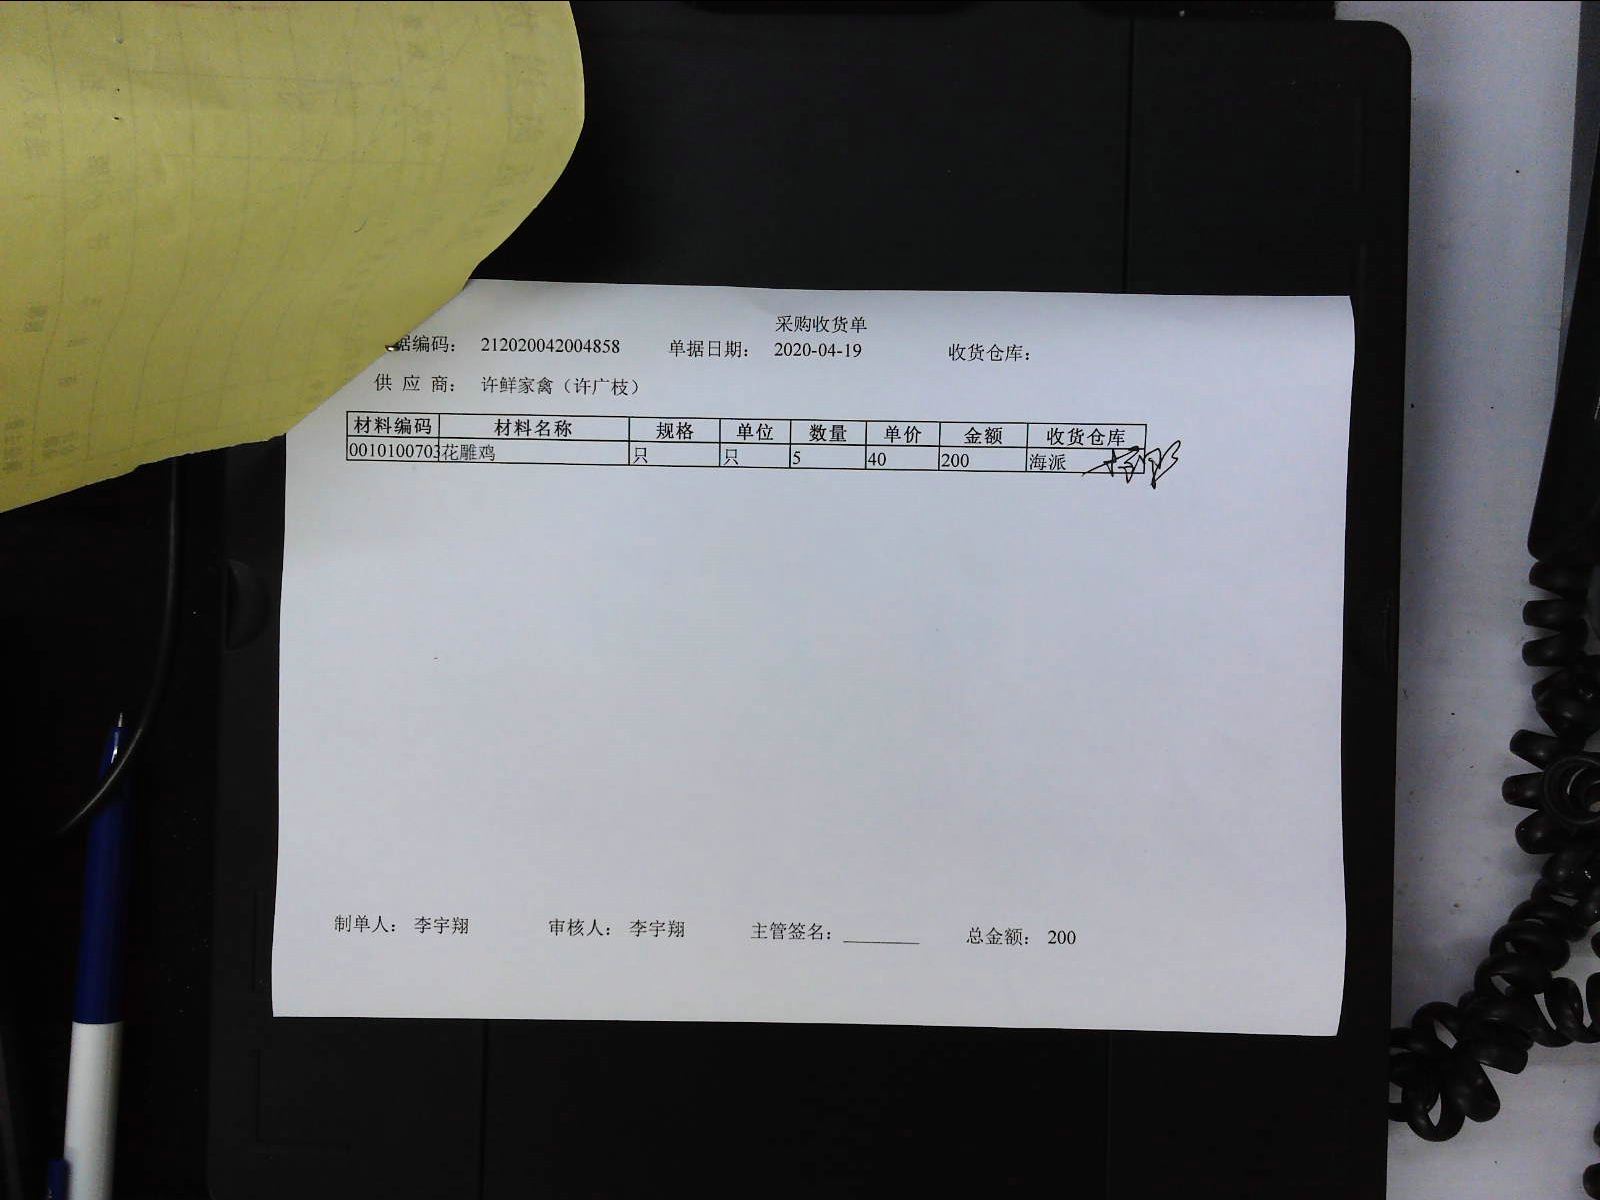 采购收货单
据编码： 212020042004858 单据日期： 2020-04-19 收货仓库：
供 应 商： 许鲜家禽（许广枝）
材料编码 材料名称 规格 单位 数量 单价 金额 收货仓库
0010100703 花雕鸡 只 只 5 40 200 海派
制单人： 李宇翔 审核人： 李宇翔 主管签名： 总金额： 200